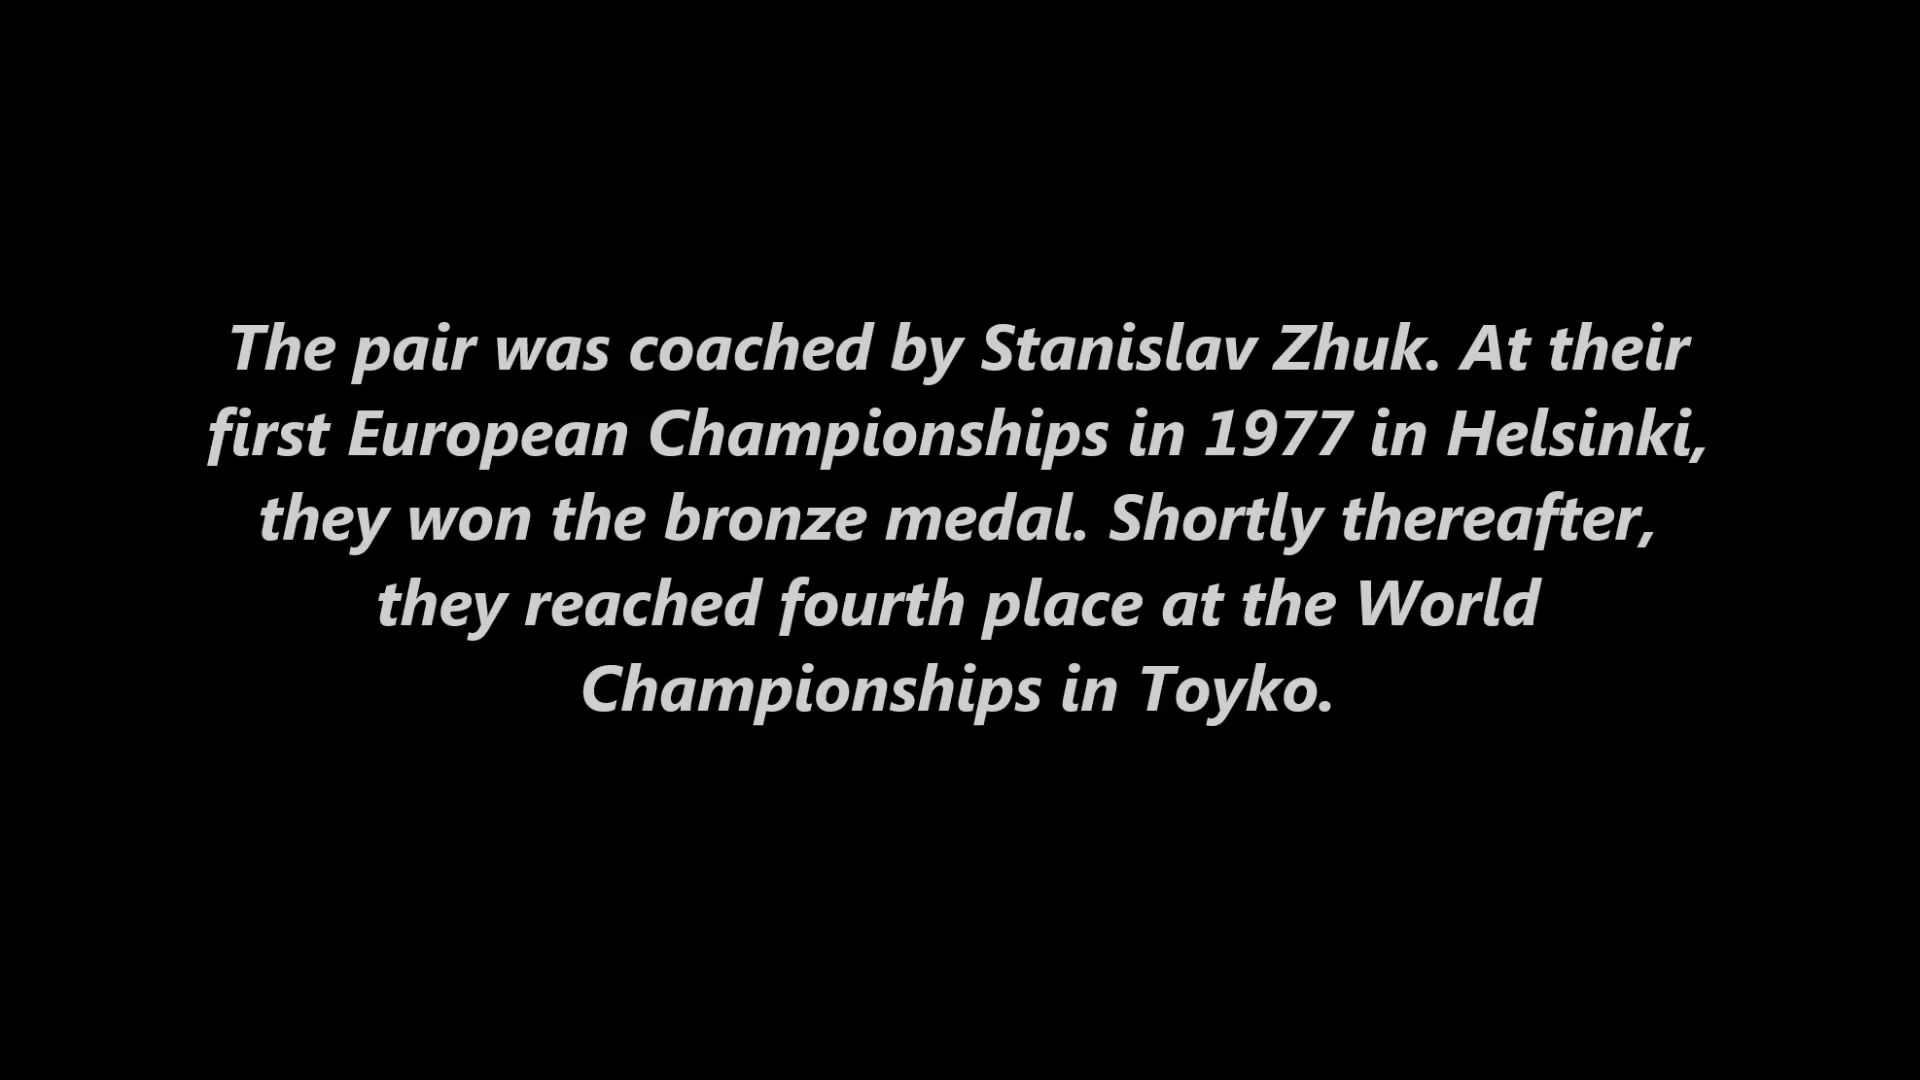 The pair was coached by Stanislav Zhuk. At their
first European Championships in 1977 in Helsinki,
they won the bronze medal. Shortly thereafter,
they reached fourth place at the World
Championships in Toyko.